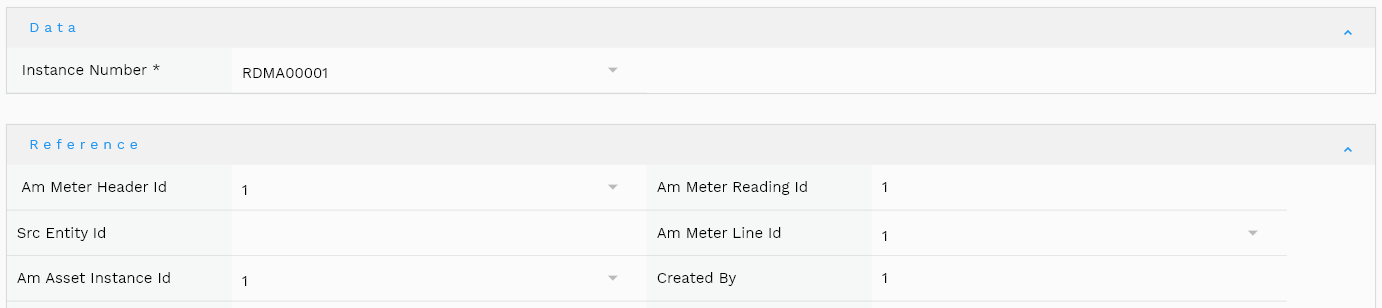 Data
Instance Number * RDMA00001
Reference
Am Meter Header Id 1 Am Meter Reading Id 1
Src Entity Id Am Meter Line Id 1
Am Asset Instance Id 1 Created By 1